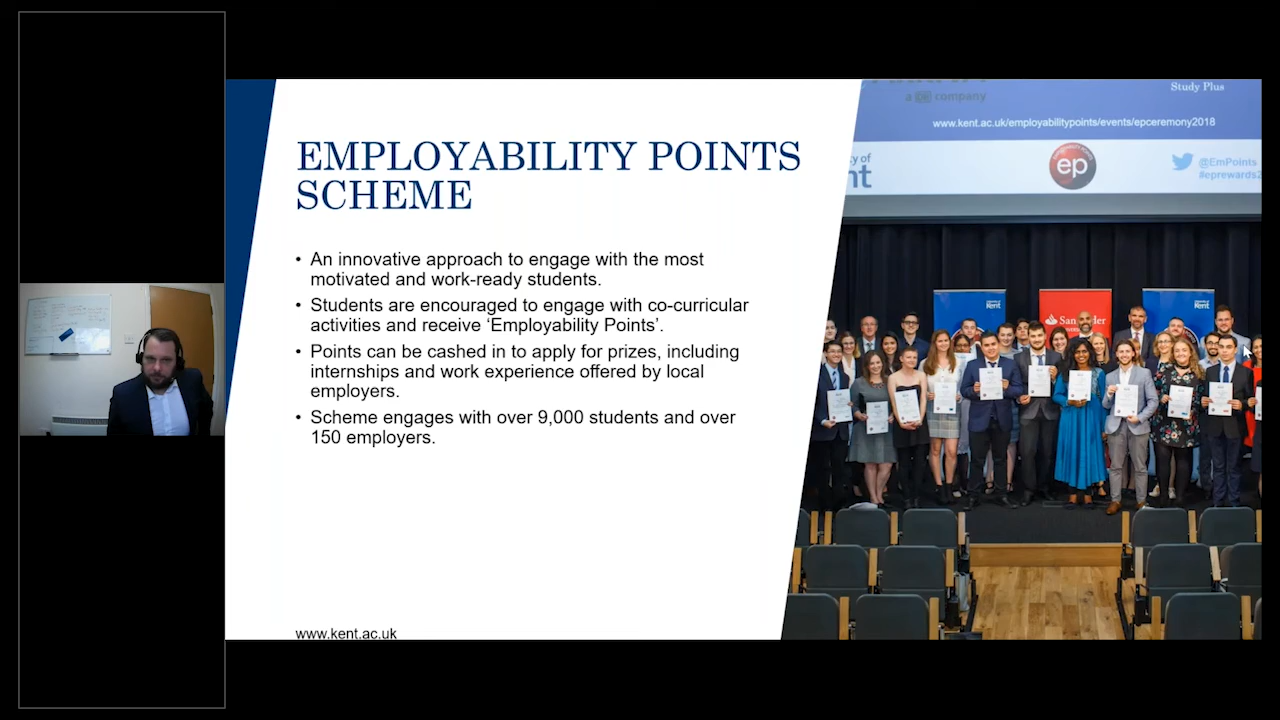 EMPLOYABILITY POINTS
SCHEME
• An innovative approach to engage with the most
motivated and work-ready students.
• Students are encouraged to engage with co-curricular
activities and receive ‘Employability Points’.
• Points can be cashed in to apply for prizes, including
internships and work experience offered by local
employers.
• Scheme engages with over 9,000 students and over
150 employers.
www.kent.ac.uk
a company
Study Plus
www.kent.ac.uk/employabilitypoints/events/epceremony2018
ep
@EmPoints
#eprewards2
Kent
Kent